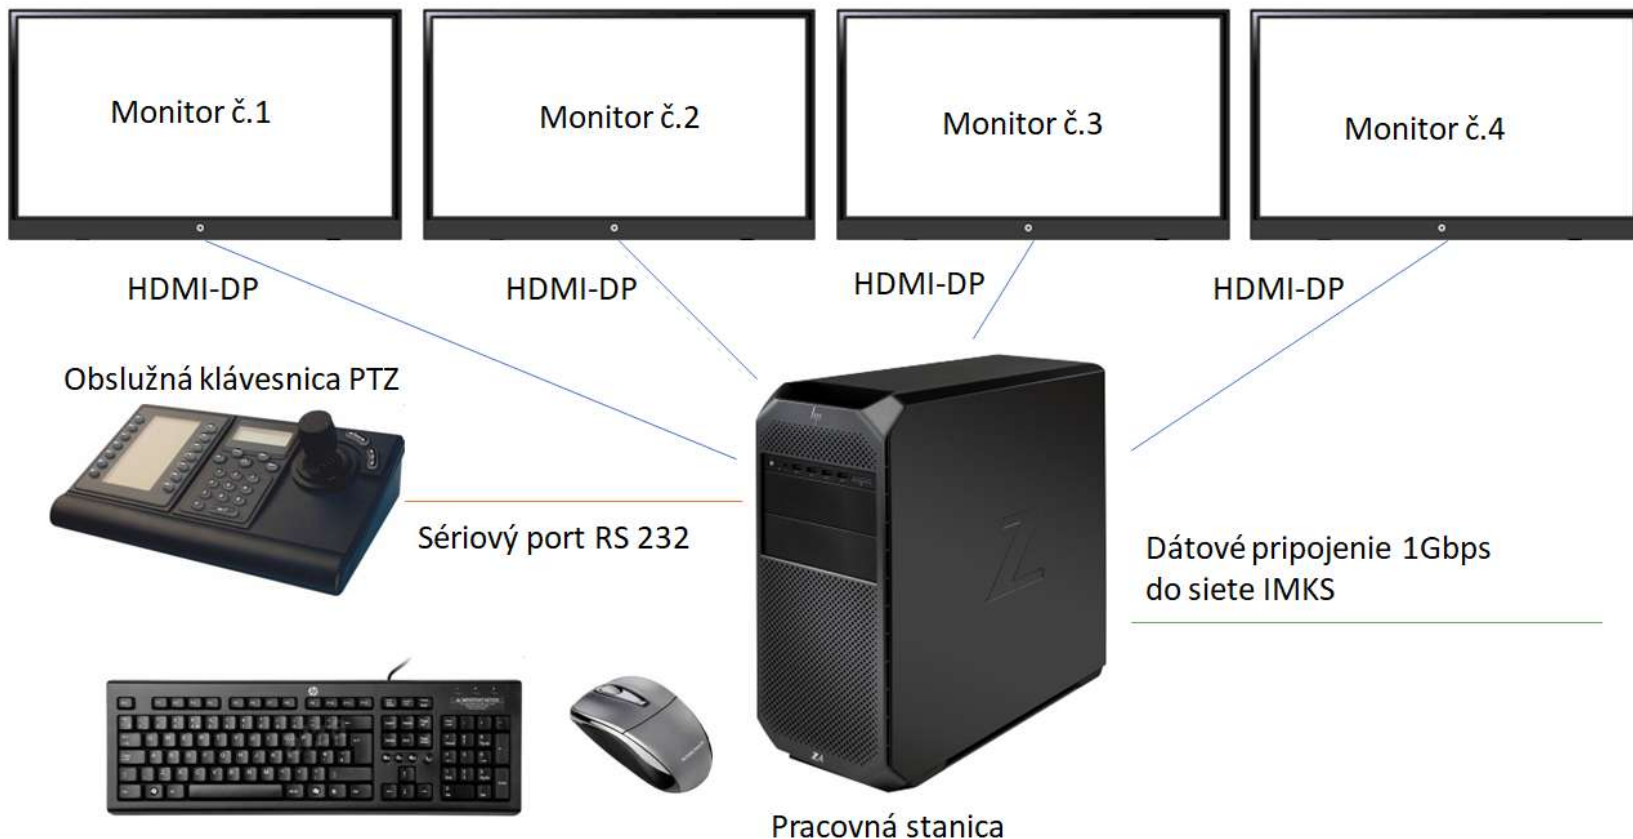 Monitor č.1
Monitor č.2
Monitor č.3
Monitor č.4
HDMI-DP
HDMI-DP
HDMI-DP
HDMI-DP
Obslužná klávesnica PTZ
Sériový port RS 232
Dátové pripojenie 1Gbps
do siete IMKS
Z4
Pracovná stanica